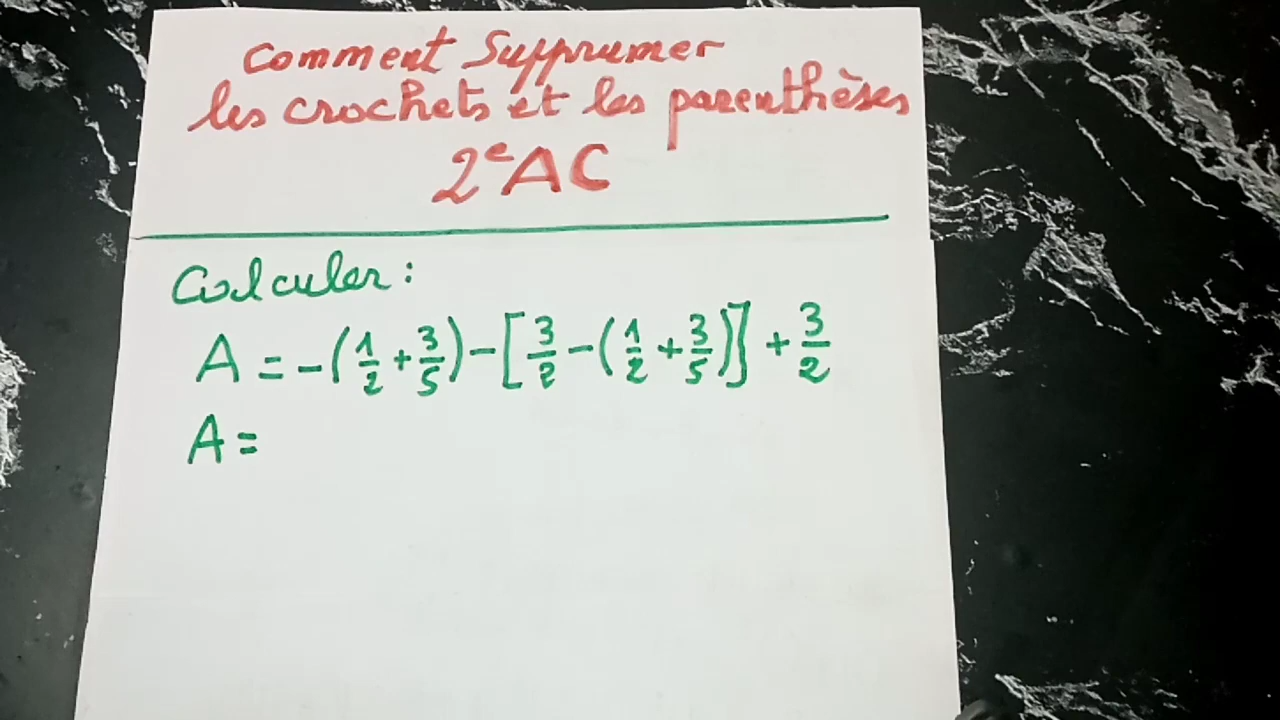 Comment Supprumer
les crochets et les parenthèses
2eAC
Calculer :
A = -(1/2 + 3/5) - [3/2 - (1/2 + 3/5)] + 3/2
A =